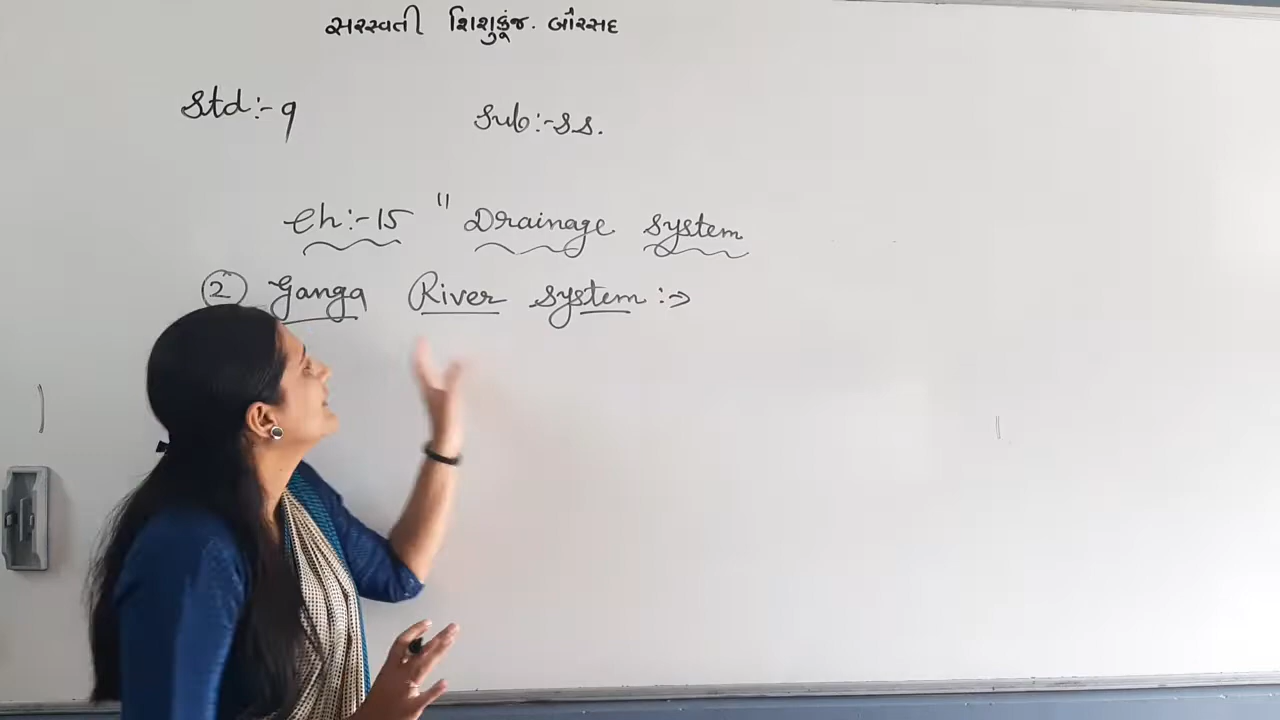 સરસ્વતી શિશુકુંજ. બોરસદ
Std:- 9
Sub:- S.S.
Ch:- 15 " Drainage System
② Ganga River System :->